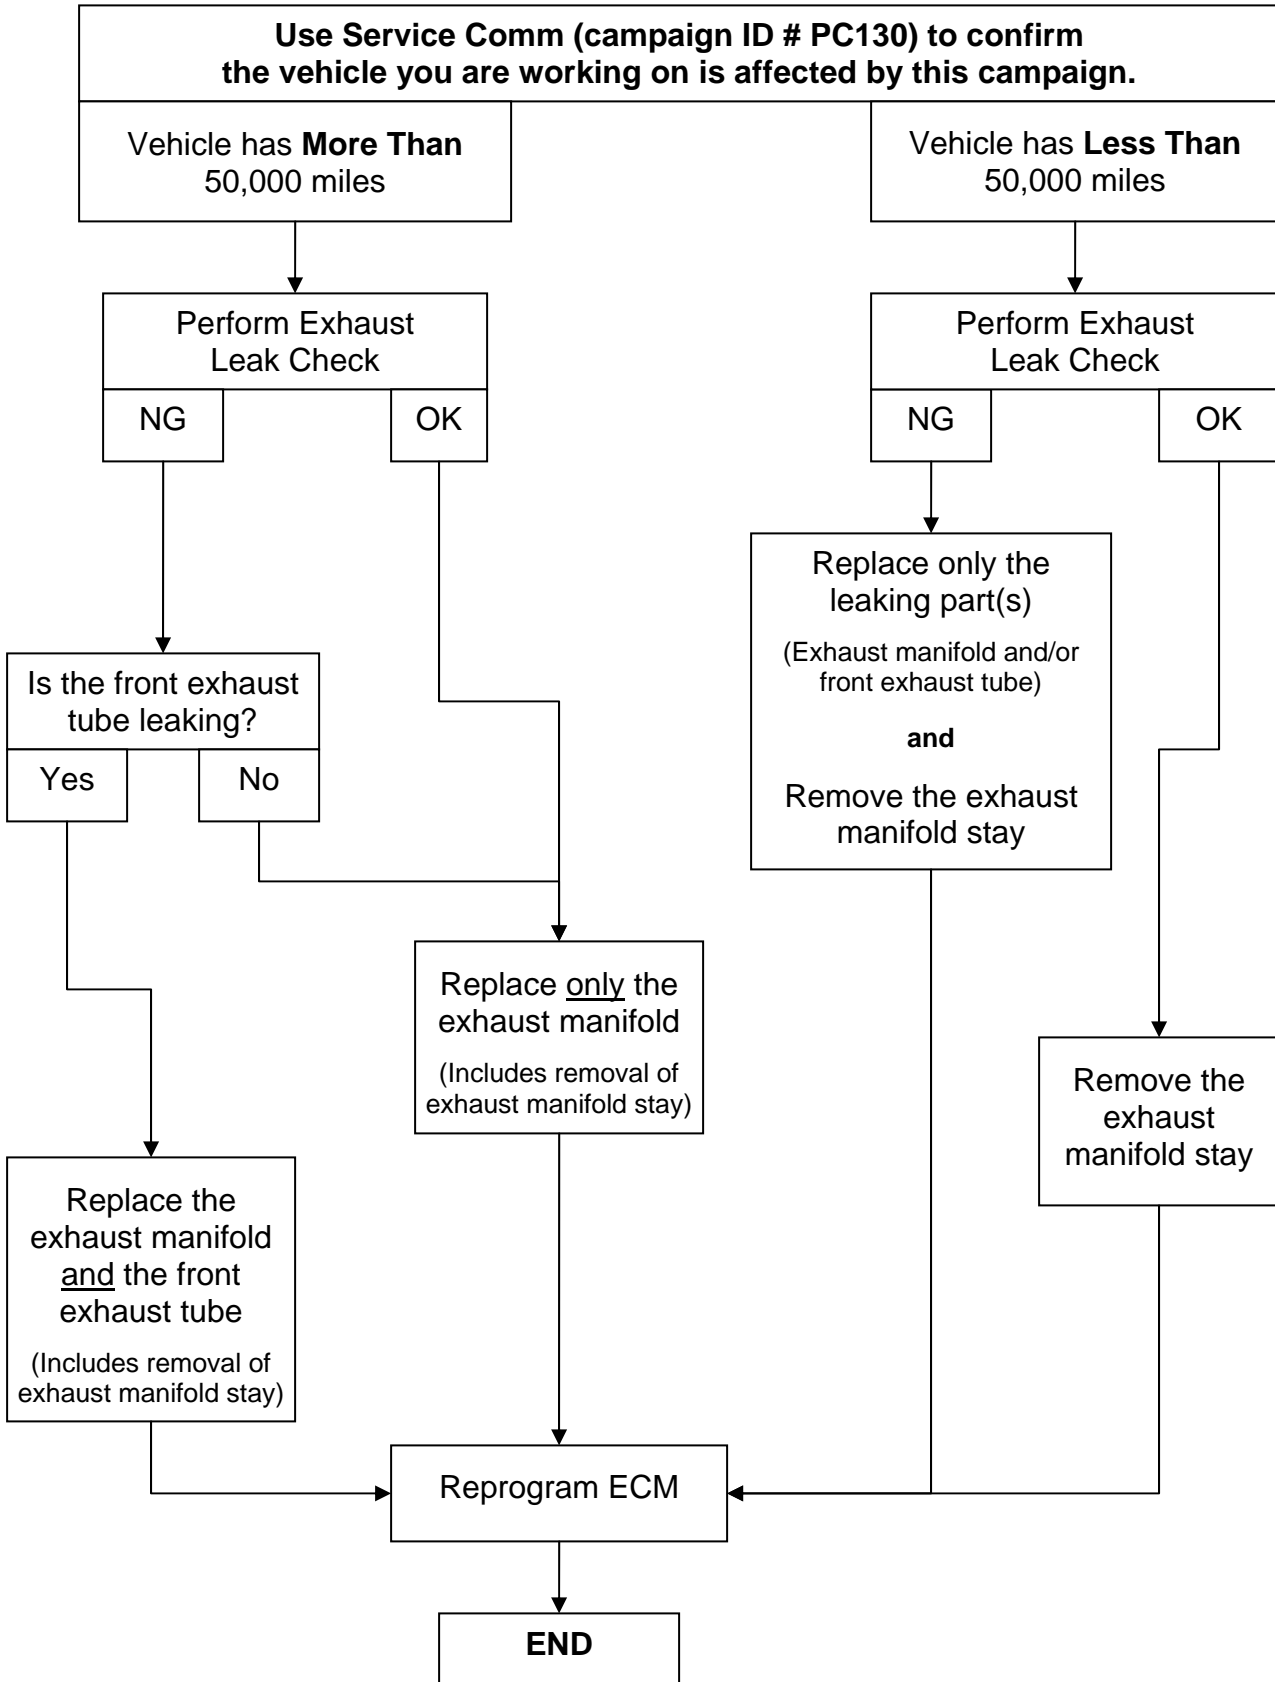 Use Service Comm (campaign ID # PC130) to confirm
the vehicle you are working on is affected by this campaign.
Vehicle has More Than
50,000 miles
Vehicle has Less Than
50,000 miles
Perform Exhaust
Leak Check
NG
OK
Perform Exhaust
Leak Check
NG
OK
Is the front exhaust
tube leaking?
Yes
No
Replace only the
leaking part(s)
(Exhaust manifold and/or
front exhaust tube)
and
Remove the exhaust
manifold stay
Replace only the
exhaust manifold
(Includes removal of
exhaust manifold stay)
Remove the
exhaust
manifold stay
Replace the
exhaust manifold
and the front
exhaust tube
(Includes removal of
exhaust manifold stay)
Reprogram ECM
END